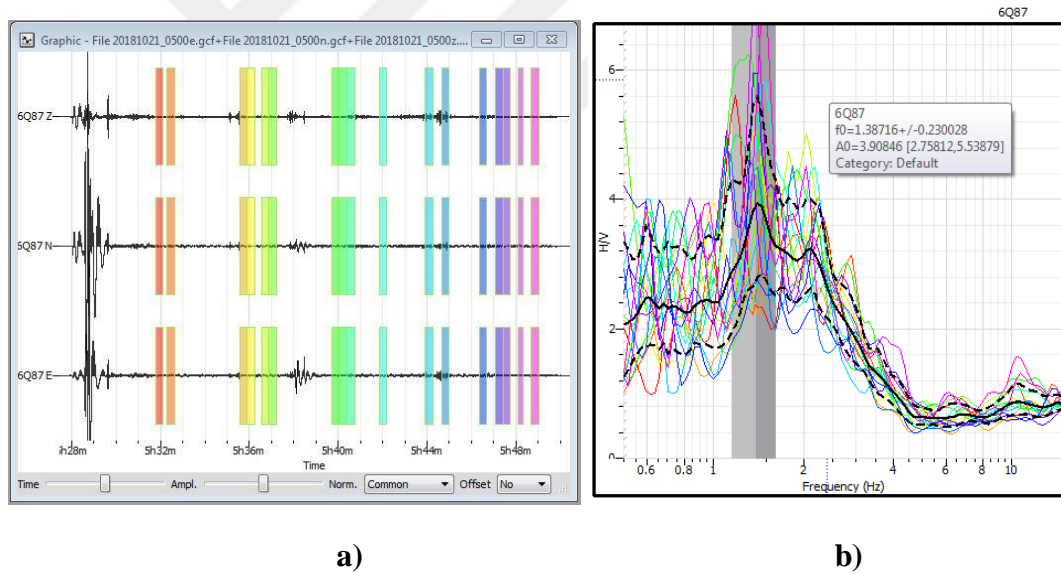 Graphic - File 20181021_0500e.gcf+File 20181021_0500n.gcf+File 20181021_0500z....
6Q87 Z
6Q87 N
6Q87 E
5h28m 5h32m 5h36m 5h40m 5h44m 5h48m
Time
Time Ampl. Norm. Common Offset No
6Q87
6
4
2
0
H/V
6Q87
f0=1.38716+/-0.230028
A0=3.90846 [2.75812,5.53879]
Category: Default
0.6 0.8 1 2 4 6 8 10
Frequency (Hz)
a) b)